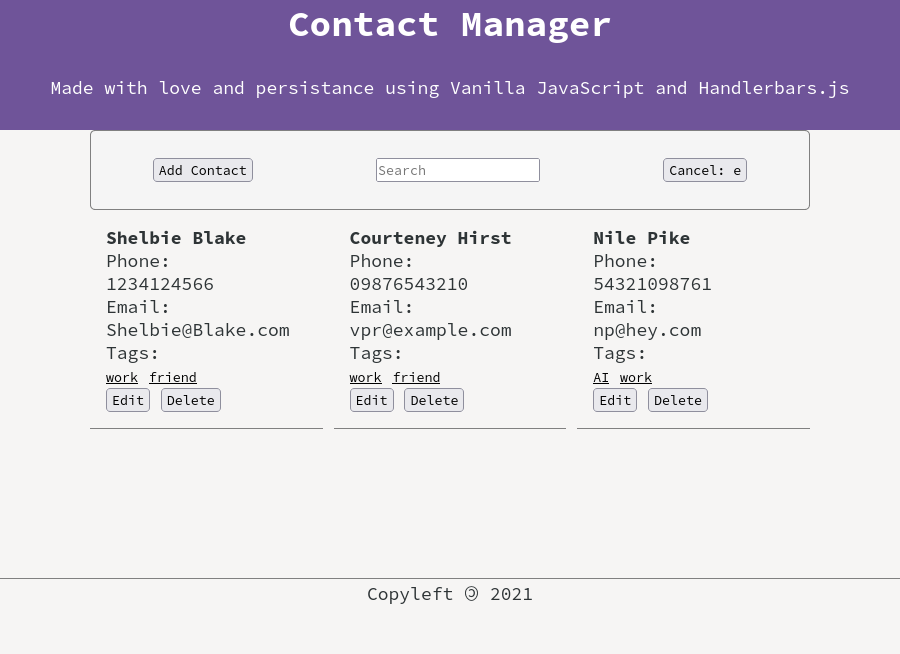 Contact Manager
Made with love and persistance using Vanilla JavaScript and Handlerbars.js
Add Contact
Search
Cancel: e
Shelbie Blake
Phone:
1234124566
Email:
Shelbie@Blake.com
Tags:
work friend
Edit Delete
Courteney Hirst
Phone:
09876543210
Email:
vpr@example.com
Tags:
work friend
Edit Delete
Nile Pike
Phone:
54321098761
Email:
np@hey.com
Tags:
AI work
Edit Delete
Copyleft 🄯 2021